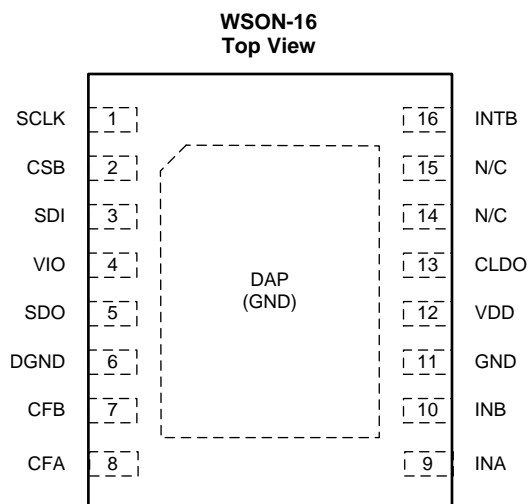 WSON-16
Top View
SCLK 1 16 INTB
CSB 2 15 N/C
SDI 3 14 N/C
VIO 4 13 CLDO
DAP
(GND)
SDO 5 12 VDD
DGND 6 11 GND
CFB 7 10 INB
CFA 8 9 INA